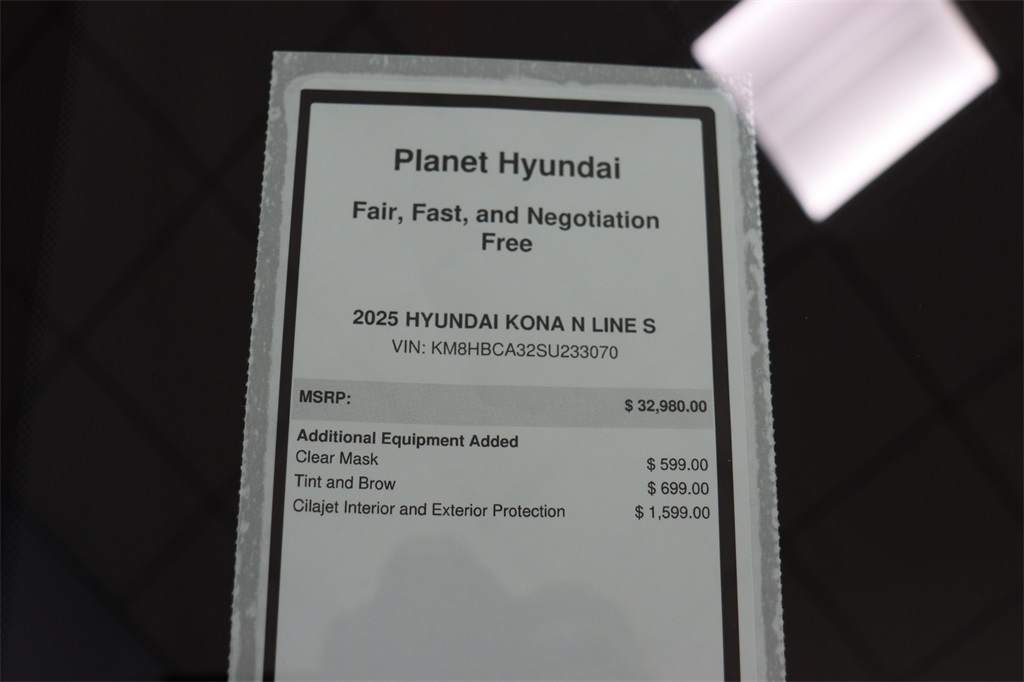 Planet Hyundai
Fair, Fast, and Negotiation
Free
2025 HYUNDAI KONA N LINE S
VIN: KM8HBCA32SU233070
MSRP: $ 32,980.00
Additional Equipment Added
Clear Mask $ 599.00
Tint and Brow $ 699.00
Cilajet Interior and Exterior Protection $ 1,599.00